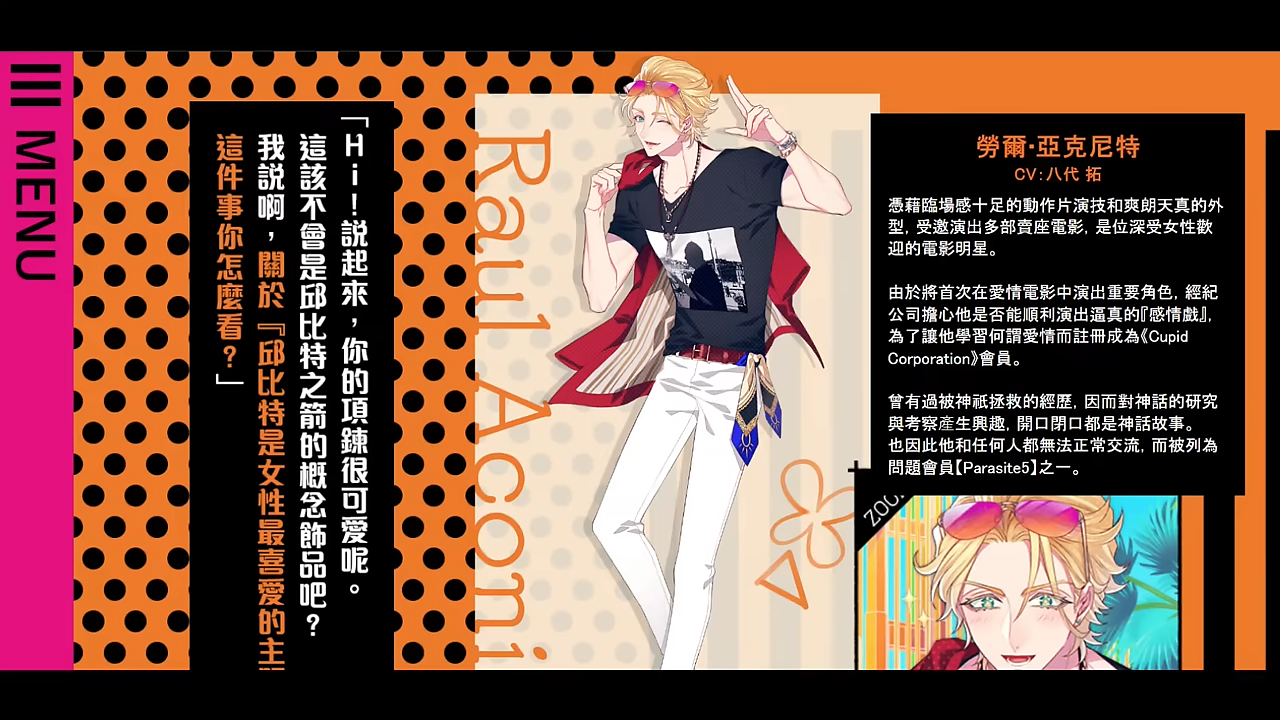 MENU
「Hi！説起來，你的項鍊很可愛呢。
這該不會是邱比特之箭的概念飾品吧？
我説啊，關於『邱比特是女性最喜愛的主
這件事你怎麼看？」
Raul Aconi
勞爾·亞克尼特
CV：八代 拓
憑藉臨場感十足的動作片演技和爽朗天真的外
型，受邀演出多部賣座電影，是位深受女性歡
迎的電影明星。
由於將首次在愛情電影中演出重要角色，經紀
公司擔心他是否能順利演出逼真的『感情戲』，
為了讓他學習何謂愛情而註冊成為《Cupid
Corporation》會員。
曾有過被神祇拯救的經歷，因而對神話的研究
與考察産生興趣，開口閉口都是神話故事。
也因此他和任何人都無法正常交流，而被列為
問題會員【Parasite5】之一。